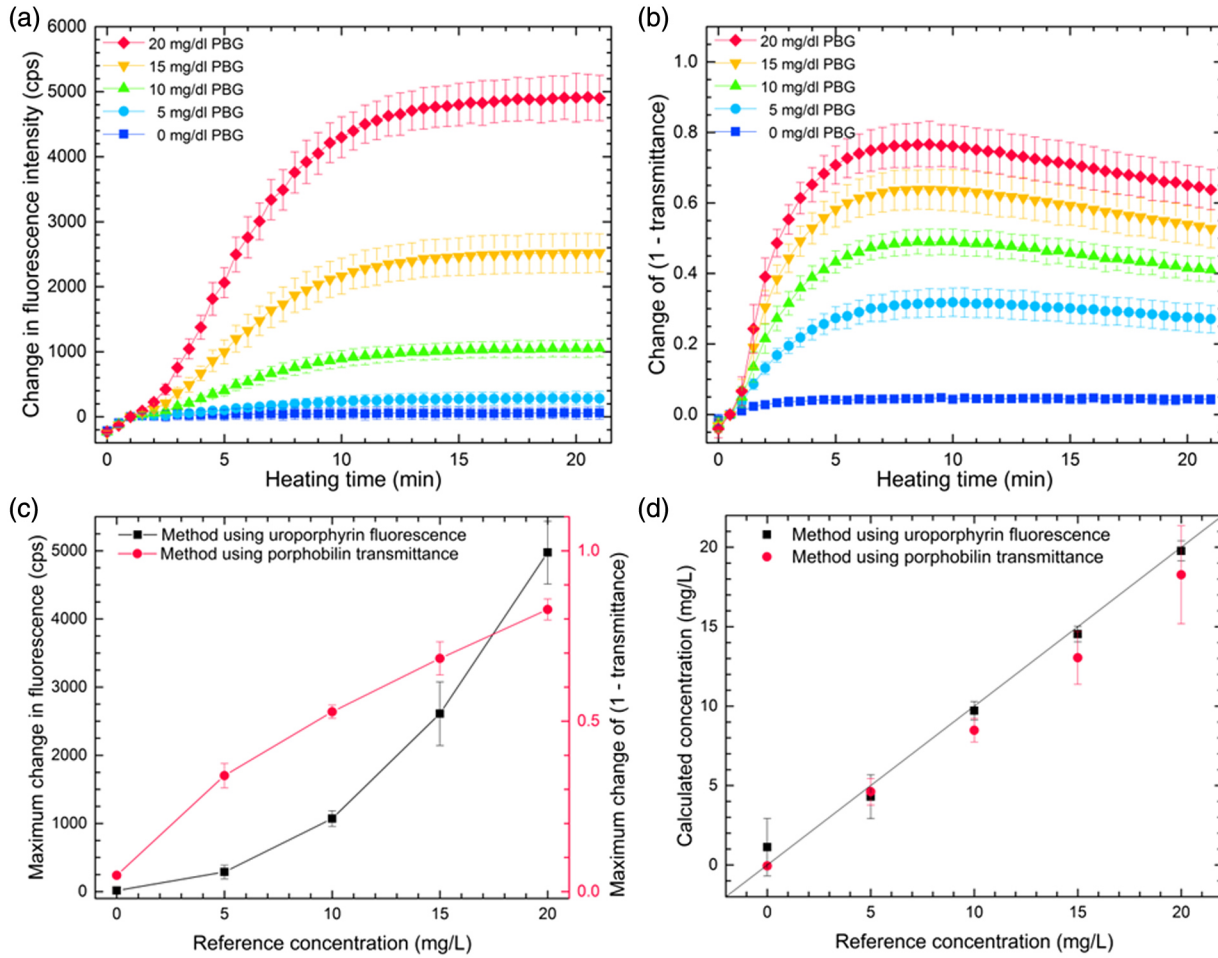 (a)
6000
5000
4000
3000
2000
1000
0
Change in fluorescence intensity (cps)
20 mg/dl PBG
15 mg/dl PBG
10 mg/dl PBG
5 mg/dl PBG
0 mg/dl PBG
0 5 10 15 20
Heating time (min)
(b)
1.0
0.8
0.6
0.4
0.2
0.0
Change of (1 - transmittance)
20 mg/dl PBG
15 mg/dl PBG
10 mg/dl PBG
5 mg/dl PBG
0 mg/dl PBG
0 5 10 15 20
Heating time (min)
(c)
5000
4000
3000
2000
1000
0
Maximum change in fluorescence (cps)
Method using uroporphyrin fluorescence
Method using porphobilin transmittance
1.0
0.5
0.0
Maximum change of (1 - transmittance)
0 5 10 15 20
Reference concentration (mg/L)
(d)
20
15
10
5
0
Calculated concentration (mg/L)
Method using uroporphyrin fluorescence
Method using porphobilin transmittance
0 5 10 15 20
Reference concentration (mg/L)